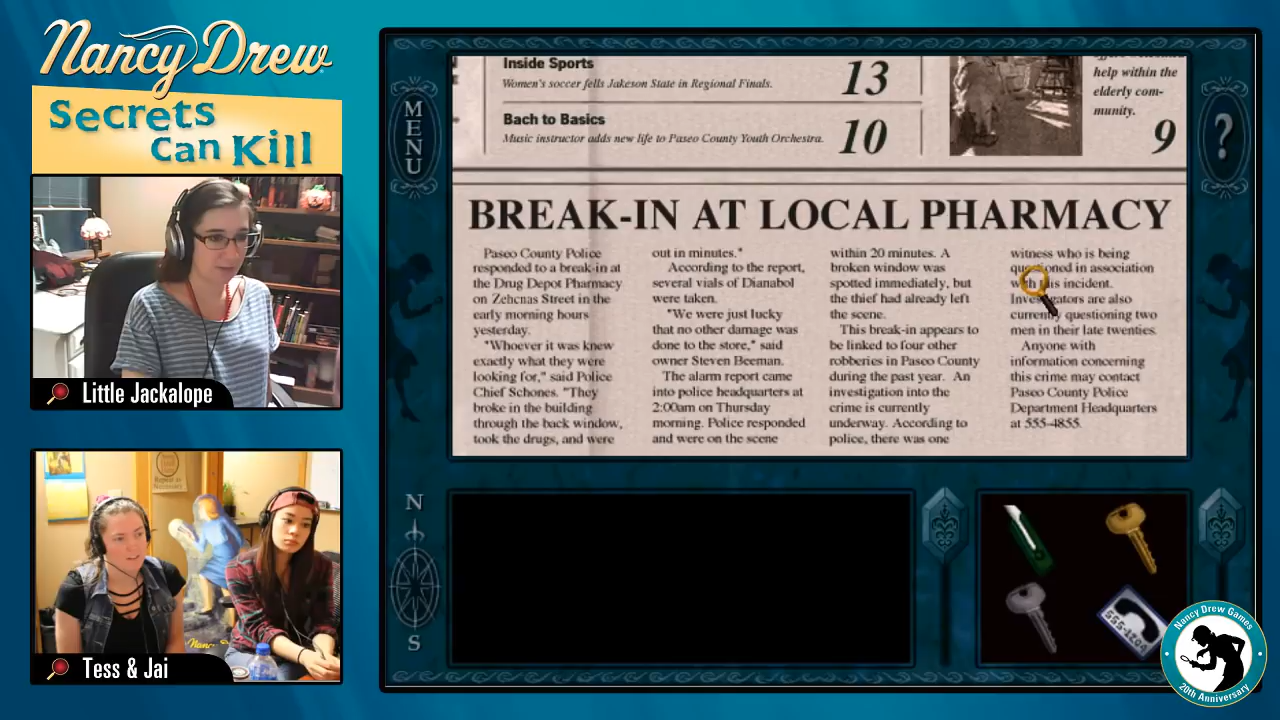 Nancy Drew
Secrets
Can Kill
Little Jackalope
Tess & Jai
MENU
?
N
S
Inside Sports
Women's soccer fells Jakeson State in Regional Finals.
13
Bach to Basics
Music instructor adds new life to Paseo County Youth Orchestra.
10
help within the
elderly com-
munity.
9
BREAK-IN AT LOCAL PHARMACY
Paseo County Police
responded to a break-in at
the Drug Depot Pharmacy
on Zehcnas Street in the
early morning hours
yesterday.
"Whoever it was knew
exactly what they were
looking for," said Police
Chief Schones. "They
broke in the building
through the back window,
took the drugs, and were
out in minutes."
According to the report,
several vials of Dianabol
were taken.
"We were just lucky
that no other damage was
done to the store," said
owner Steven Beeman.
The alarm report came
into police headquarters at
2:00am on Thursday
morning. Police responded
and were on the scene
within 20 minutes. A
broken window was
spotted immediately, but
the thief had already left
the scene.
This break-in appears to
be linked to four other
robberies in Paseo County
during the past year. An
investigation into the
crime is currently
underway. According to
police, there was one
witness who is being
questioned in association
with this incident.
Investigators are also
currently questioning two
men in their late twenties.
Anyone with
information concerning
this crime may contact
Paseo County Police
Department Headquarters
at 555-4855.
555-1204
Nancy Drew Games
20th Anniversary